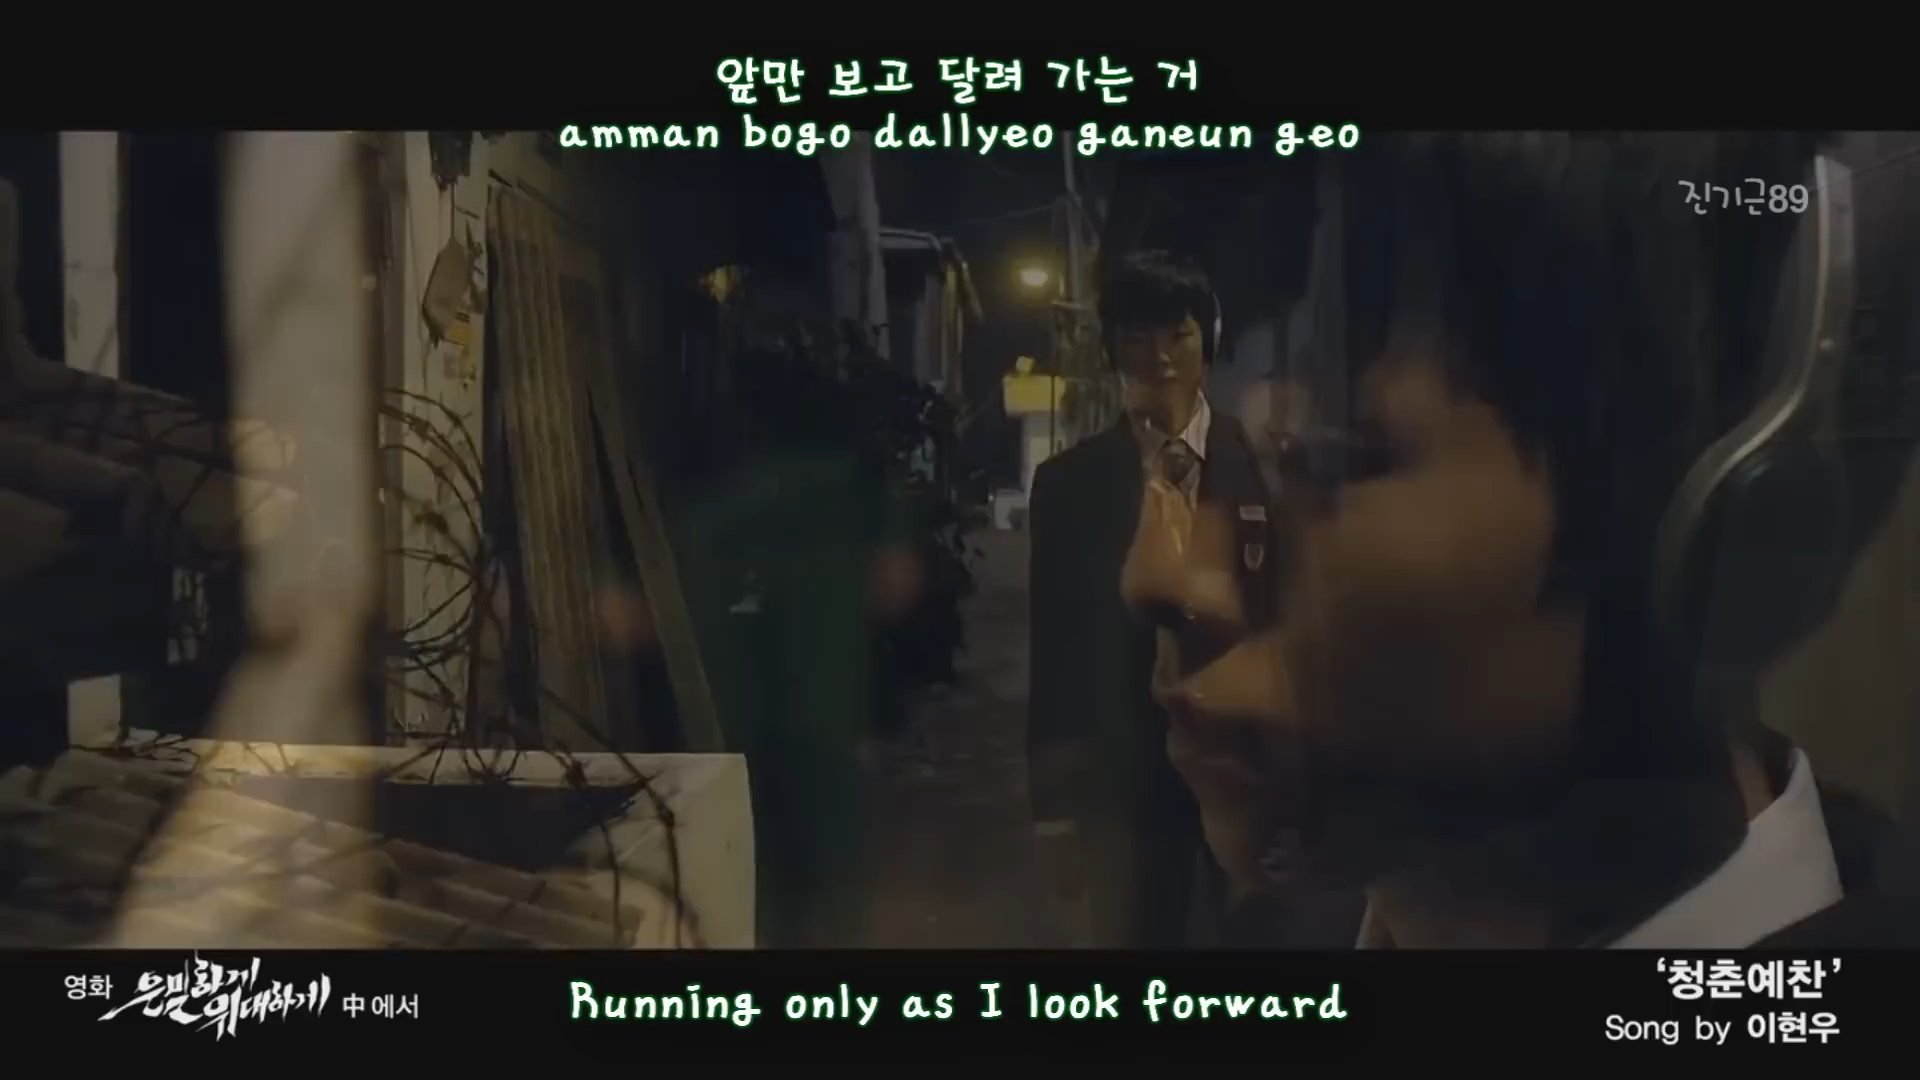 앞만 보고 달려 가는 거
amman bogo dallyeo ganeun geo
진기근89
영화 은밀하게 위대하게 中에서
Running only as I look forward
‘청춘예찬’
Song by 이현우